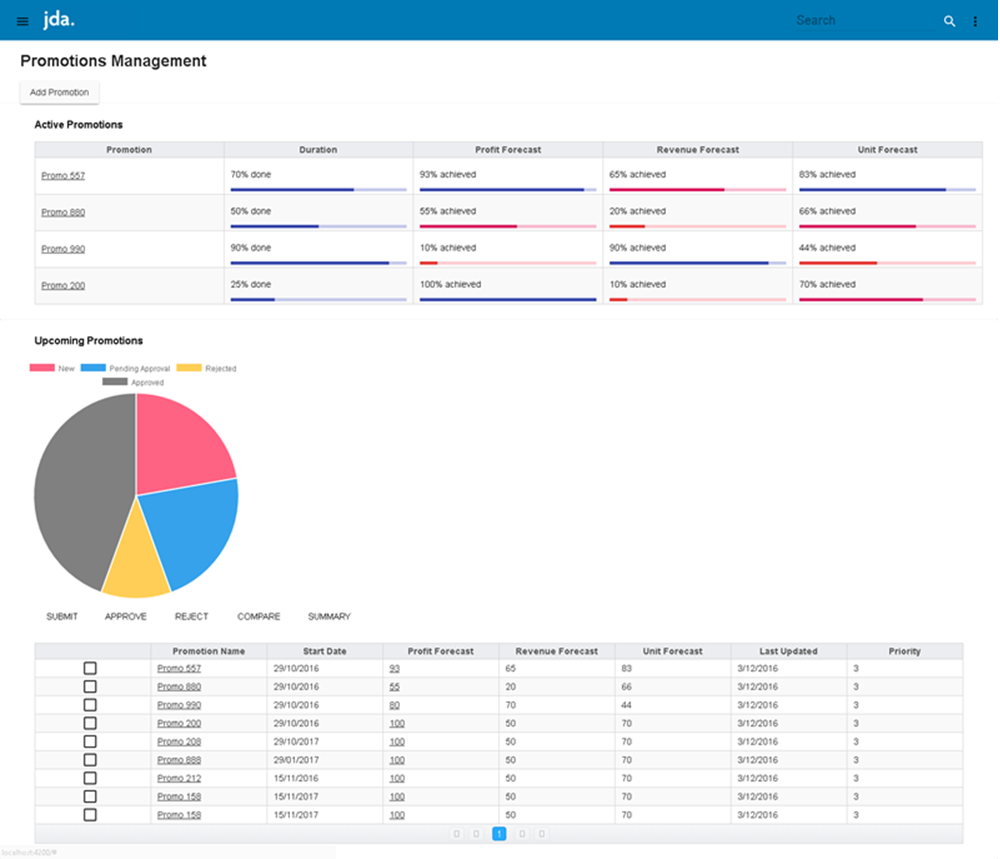 jda.
Search
Promotions Management
Add Promotion
Active Promotions
Promotion Duration Profit Forecast Revenue Forecast Unit Forecast
Promo 557 70% done 93% achieved 65% achieved 83% achieved
Promo 880 50% done 55% achieved 20% achieved 66% achieved
Promo 990 90% done 10% achieved 90% achieved 44% achieved
Promo 200 25% done 100% achieved 10% achieved 70% achieved
Upcoming Promotions
New Pending Approval Rejected
Approved
SUBMIT APPROVE REJECT COMPARE SUMMARY
Promotion Name Start Date Profit Forecast Revenue Forecast Unit Forecast Last Updated Priority
Promo 557 29/10/2016 93 65 83 3/12/2016 3
Promo 880 29/10/2016 55 20 66 3/12/2016 3
Promo 990 29/10/2016 80 70 44 3/12/2016 3
Promo 200 29/10/2016 100 50 70 3/12/2016 3
Promo 208 29/10/2017 100 50 70 3/12/2016 3
Promo 888 29/01/2017 100 50 70 3/12/2016 3
Promo 212 15/11/2016 100 50 70 3/12/2016 3
Promo 158 15/11/2017 100 50 70 3/12/2016 3
Promo 158 15/11/2017 100 50 70 3/12/2016 3
1
localhost:4200/#